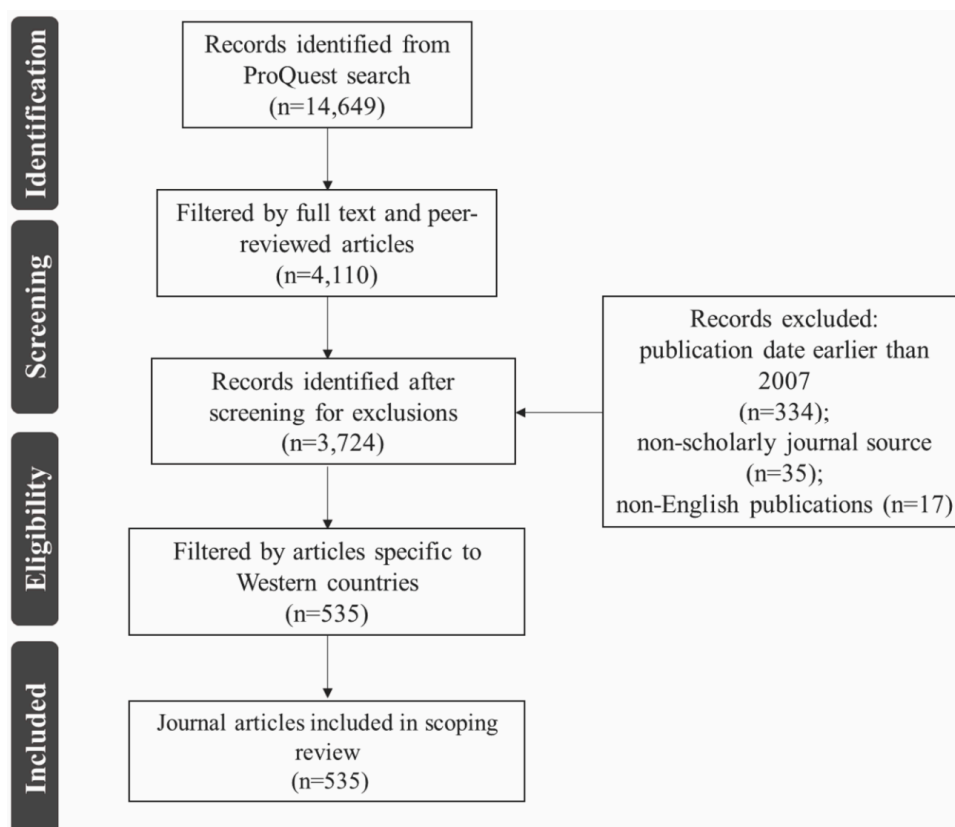 Identification
Records identified from
ProQuest search
(n=14,649)
Screening
Filtered by full text and peer-
reviewed articles
(n=4,110)
Records identified after
screening for exclusions
(n=3,724)
Records excluded:
publication date earlier than
2007
(n=334);
non-scholarly journal source
(n=35);
non-English publications (n=17)
Eligibility
Filtered by articles specific to
Western countries
(n=535)
Included
Journal articles included in scoping
review
(n=535)